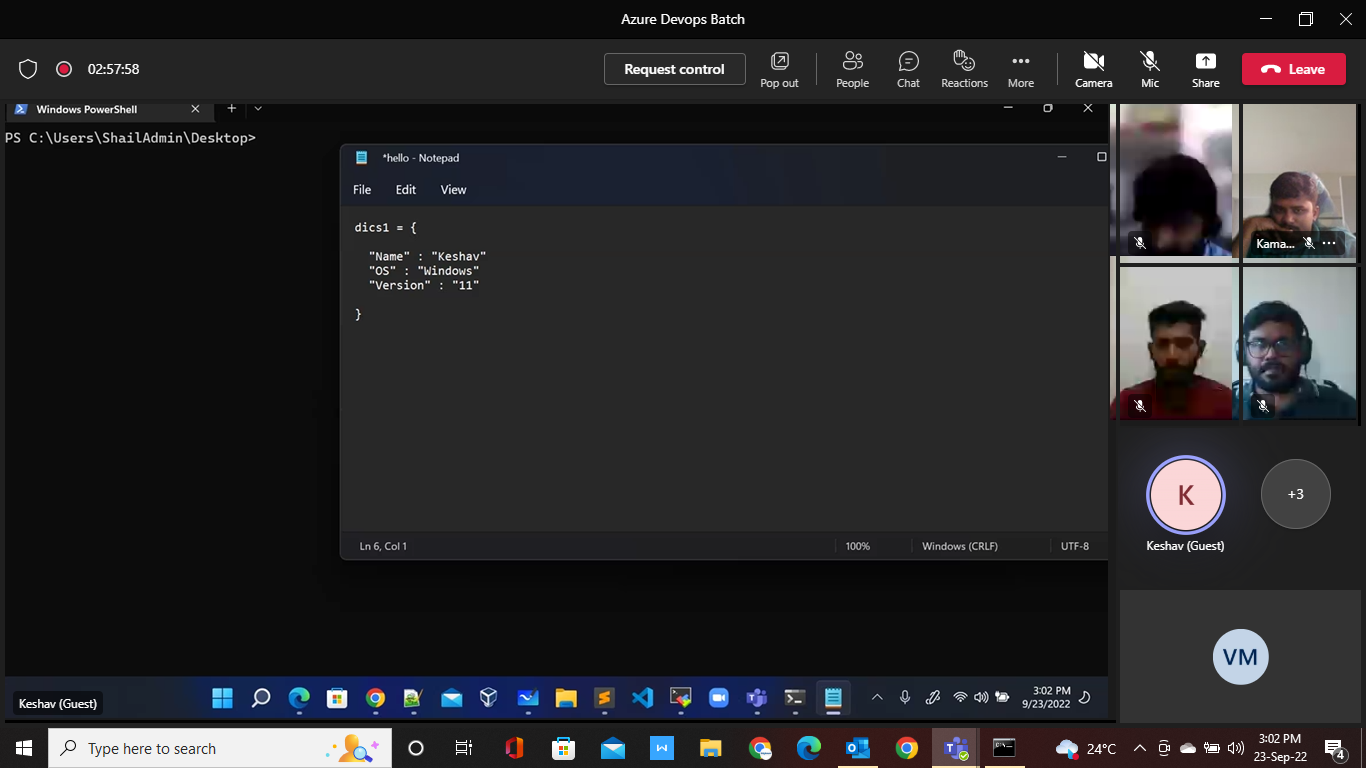 Azure Devops Batch
02:57:58
Request control
Pop out
People
Chat
Reactions
More
Camera
Mic
Share
Leave
Windows PowerShell
PS C:\Users\ShailAdmin\Desktop>
*hello - Notepad
File Edit View
dics1 = {
"Name" : "Keshav"
"OS" : "Windows"
"Version" : "11"
}
Ln 6, Col 1
100%
Windows (CRLF)
UTF-8
Kama...
K
+3
Keshav (Guest)
VM
Keshav (Guest)
3:02 PM
9/23/2022
Type here to search
W
24°C
3:02 PM
23-Sep-22
4